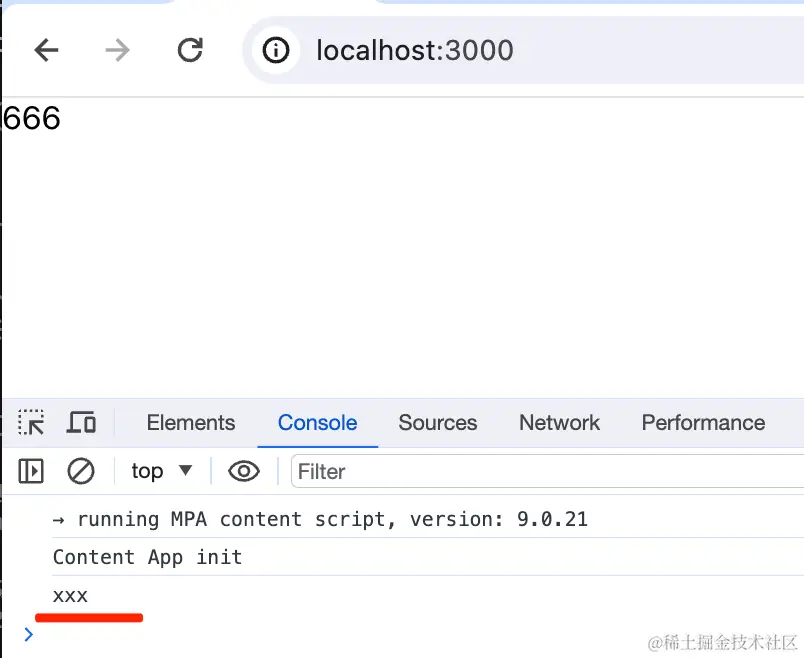 localhost:3000
666
Elements Console Sources Network Performance
top Filter
→ running MPA content script, version: 9.0.21
Content App init
xxx
@稀土掘金技术社区